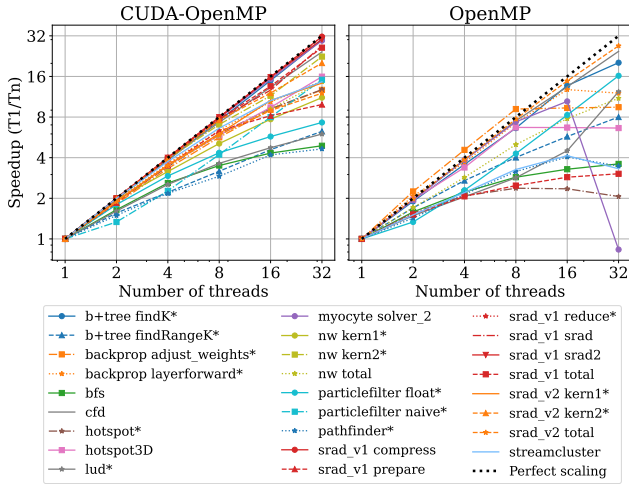 CUDA-OpenMP
OpenMP
Speedup (T1/Tn)
32
16
8
4
2
1
1 2 4 8 16 32
1 2 4 8 16 32
Number of threads
Number of threads
b+tree findK*
b+tree findRangeK*
backprop adjust_weights*
backprop layerforward*
bfs
cfd
hotspot*
hotspot3D
lud*
myocyte solver_2
nw kern1*
nw kern2*
nw total
particlefilter float*
particlefilter naive*
pathfinder*
srad_v1 compress
srad_v1 prepare
srad_v1 reduce*
srad_v1 srad
srad_v1 srad2
srad_v1 total
srad_v2 kern1*
srad_v2 kern2*
srad_v2 total
streamcluster
Perfect scaling